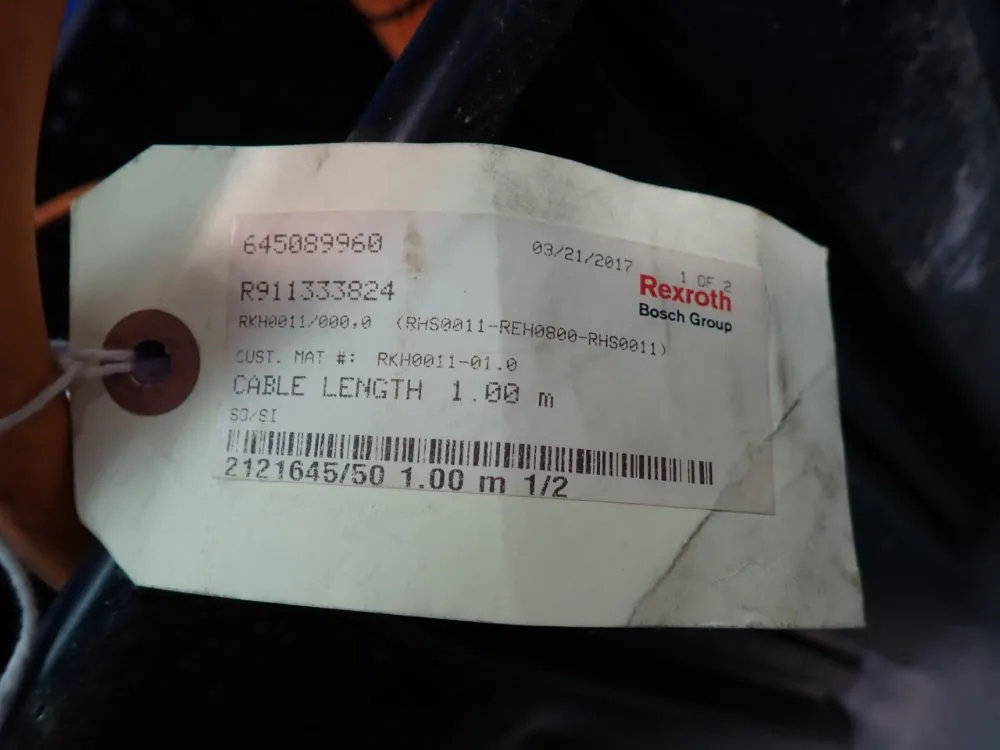 645089960
03/21/2017
1 OF 2
R911333824
Rexroth
Bosch Group
RKH0011/000,0 (RHS0011-REH0800-RHS0011)
CUST. MAT #: RKH0011-01.0
CABLE LENGTH 1.00 m
SO/SI
2121645/50 1.00 m 1/2